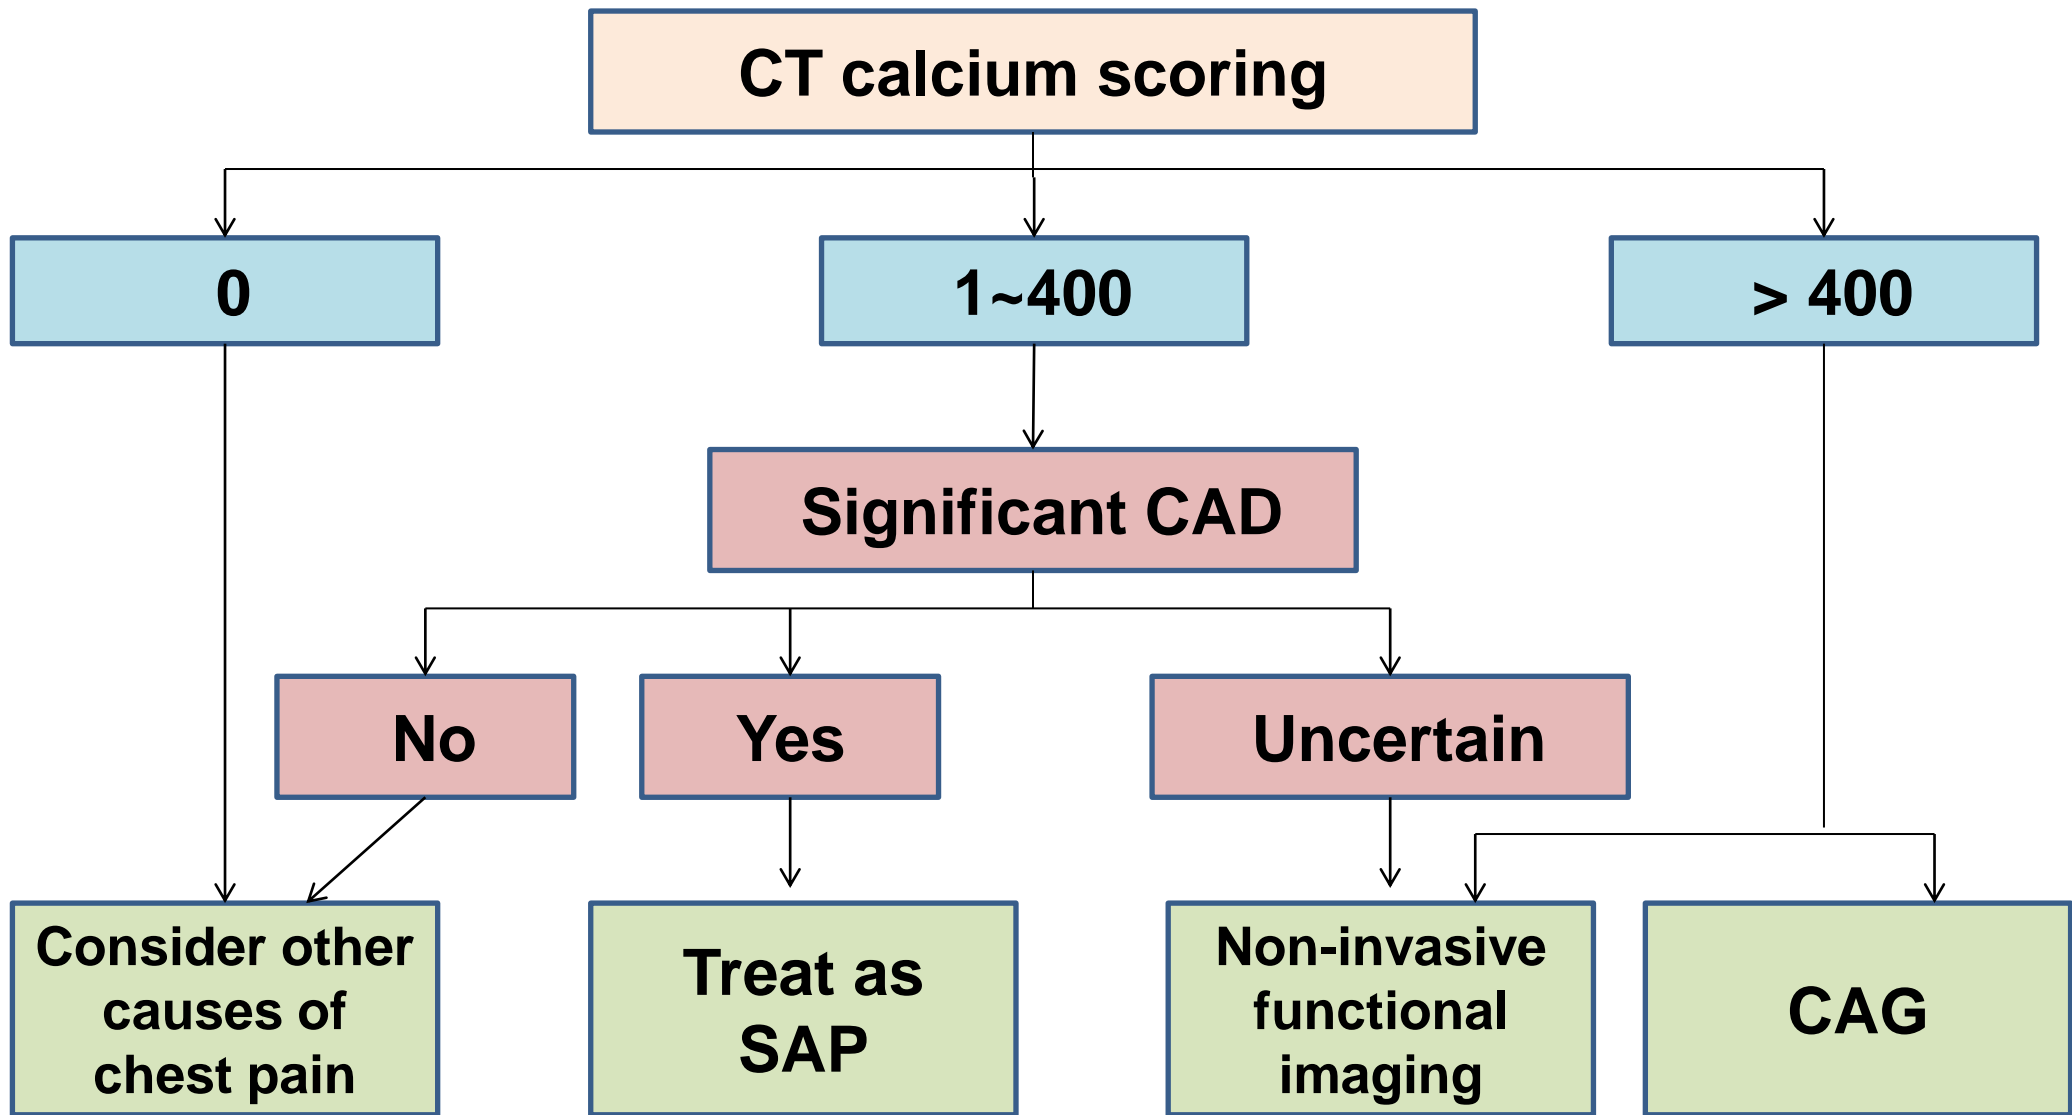 CT calcium scoring
0
1~400
> 400
Significant CAD
No
Yes
Uncertain
Consider other
causes of
chest pain
Treat as
SAP
Non-invasive
functional
imaging
CAG